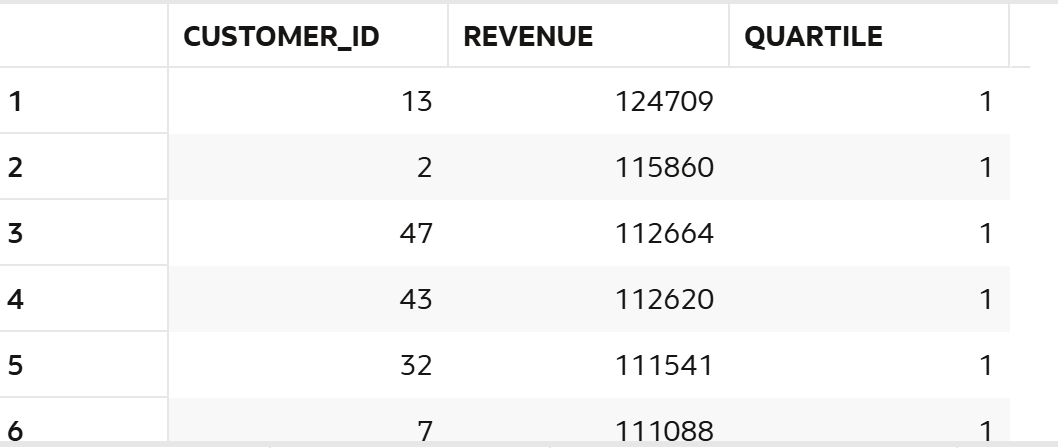 CUSTOMER_ID REVENUE QUARTILE
1 13 124709 1
2 2 115860 1
3 47 112664 1
4 43 112620 1
5 32 111541 1
6 7 111088 1